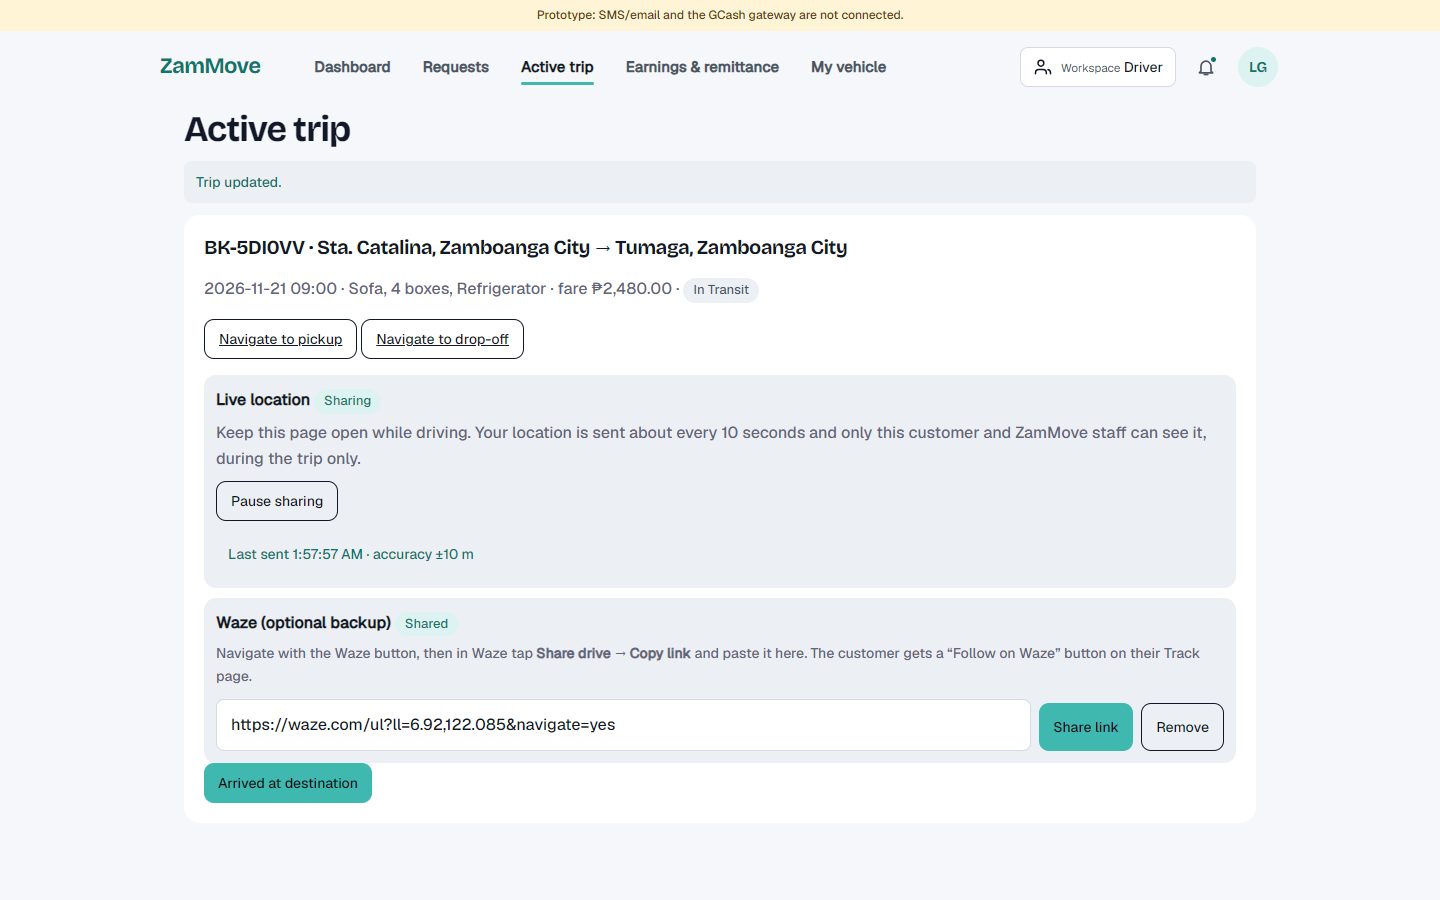 Prototype: SMS/email and the GCash gateway are not connected.
ZamMove
Dashboard
Requests
Active trip
Earnings & remittance
My vehicle
Workspace Driver
LG
Active trip
Trip updated.
BK-5DI0VV · Sta. Catalina, Zamboanga City → Tumaga, Zamboanga City
2026-11-21 09:00 · Sofa, 4 boxes, Refrigerator · fare ₱2,480.00 · In Transit
Navigate to pickup
Navigate to drop-off
Live location Sharing
Keep this page open while driving. Your location is sent about every 10 seconds and only this customer and ZamMove staff can see it,
during the trip only.
Pause sharing
Last sent 1:57:57 AM · accuracy ±10 m
Waze (optional backup) Shared
Navigate with the Waze button, then in Waze tap Share drive → Copy link and paste it here. The customer gets a “Follow on Waze” button on their Track
page.
https://waze.com/ul?ll=6.92,122.085&navigate=yes
Share link
Remove
Arrived at destination